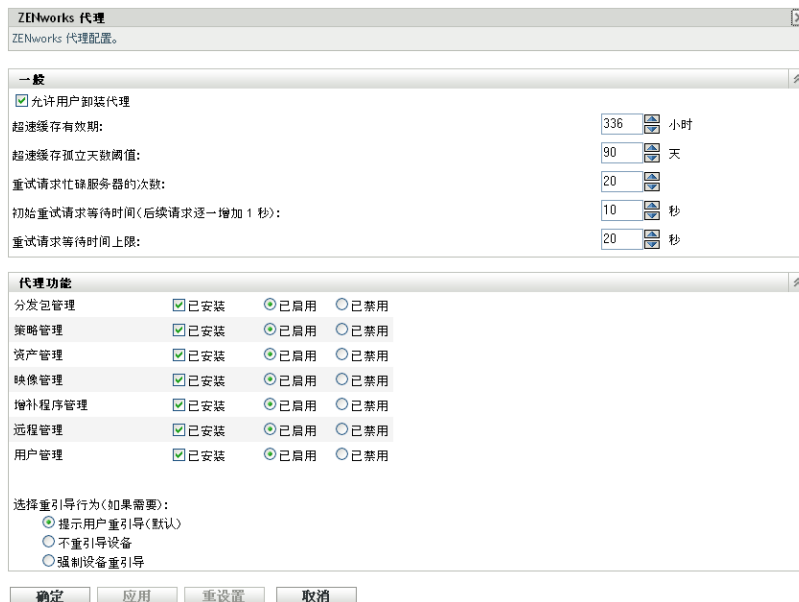 ZENworks 代理
ZENworks 代理配置。
一般
允许用户卸装代理
超速缓存有效期: 336 小时
超速缓存孤立天数阈值: 90 天
重试请求忙碌服务器的次数: 20
初始重试请求等待时间(后续请求逐一增加 1 秒): 10 秒
重试请求等待时间上限: 20 秒
代理功能
分发包管理 已安装 已启用 已禁用
策略管理 已安装 已启用 已禁用
资产管理 已安装 已启用 已禁用
映像管理 已安装 已启用 已禁用
增补程序管理 已安装 已启用 已禁用
远程管理 已安装 已启用 已禁用
用户管理 已安装 已启用 已禁用
选择重引导行为(如果需要):
提示用户重引导(默认)
不重引导设备
强制设备重引导
确定 应用 重设置 取消